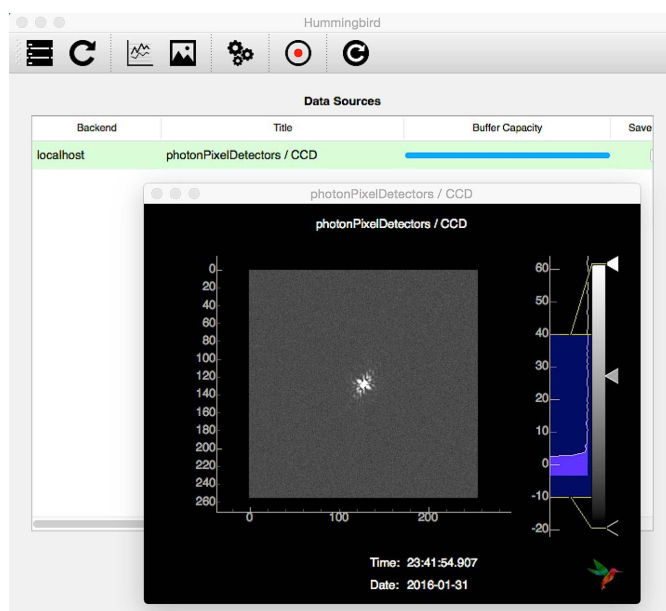 Hummingbird
Data Sources
Backend Title Buffer Capacity Save
localhost photonPixelDetectors / CCD
photonPixelDetectors / CCD
photonPixelDetectors / CCD
0
20
40
60
80
100
120
140
160
180
200
220
240
260
0 100 200
60
50
40
30
20
10
0
-10
-20
Time: 23:41:54.907
Date: 2016-01-31